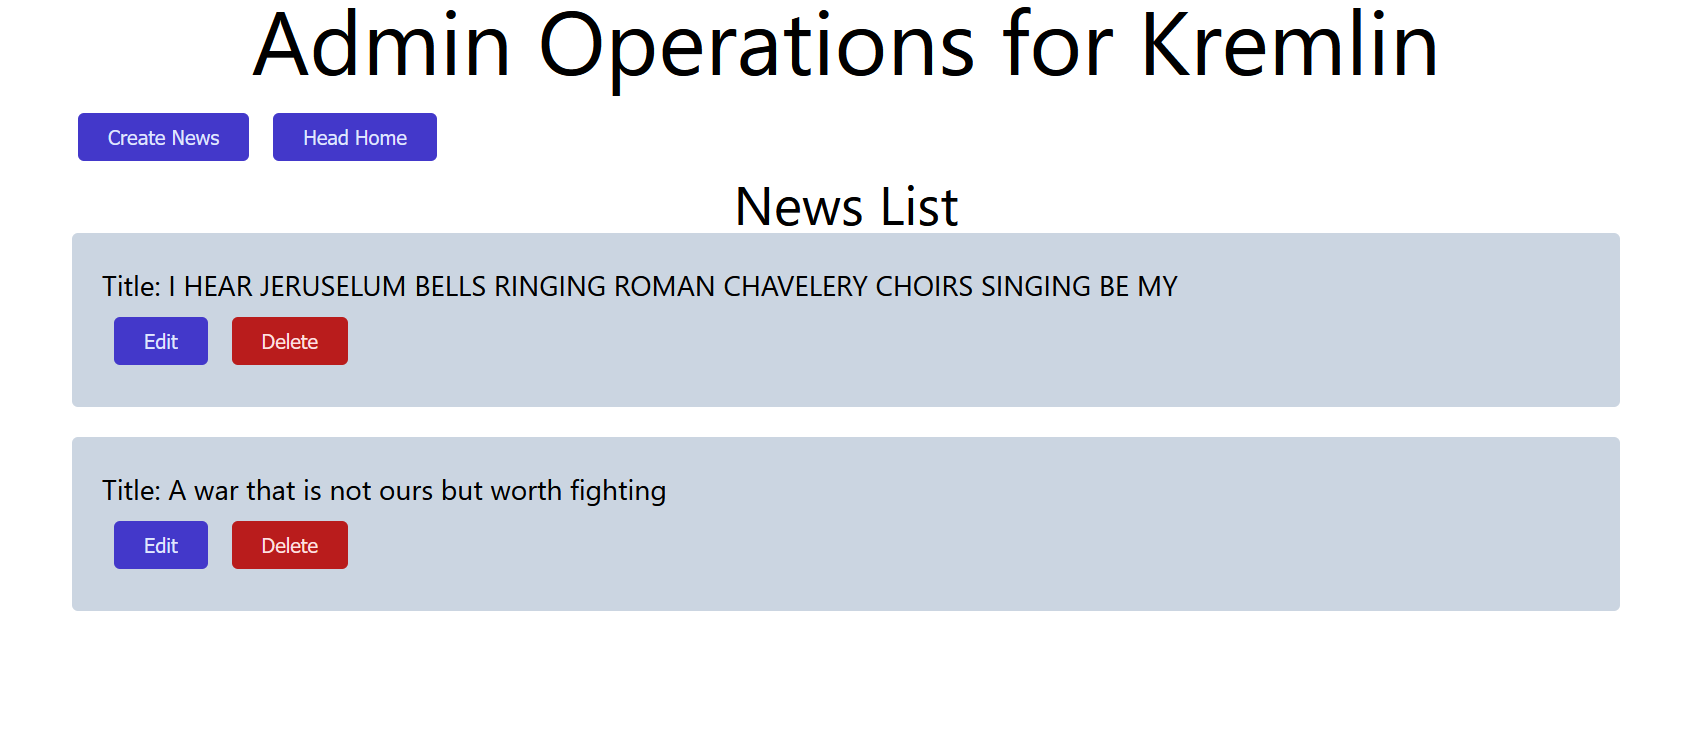 Admin Operations for Kremlin
Create News Head Home
News List
Title: I HEAR JERUSELUM BELLS RINGING ROMAN CHAVELERY CHOIRS SINGING BE MY
Edit Delete
Title: A war that is not ours but worth fighting
Edit Delete